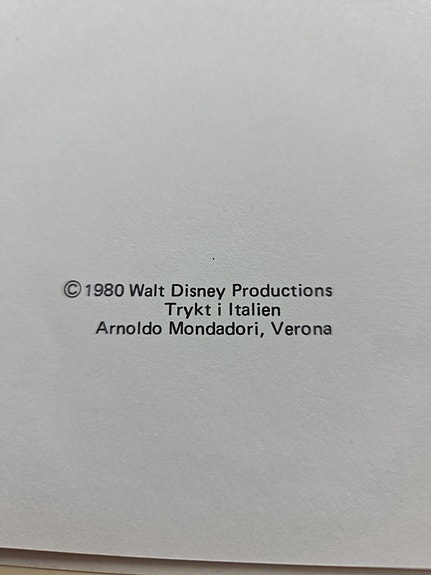 ©1980 Walt Disney Productions
Trykt i Italien
Arnoldo Mondadori, Verona